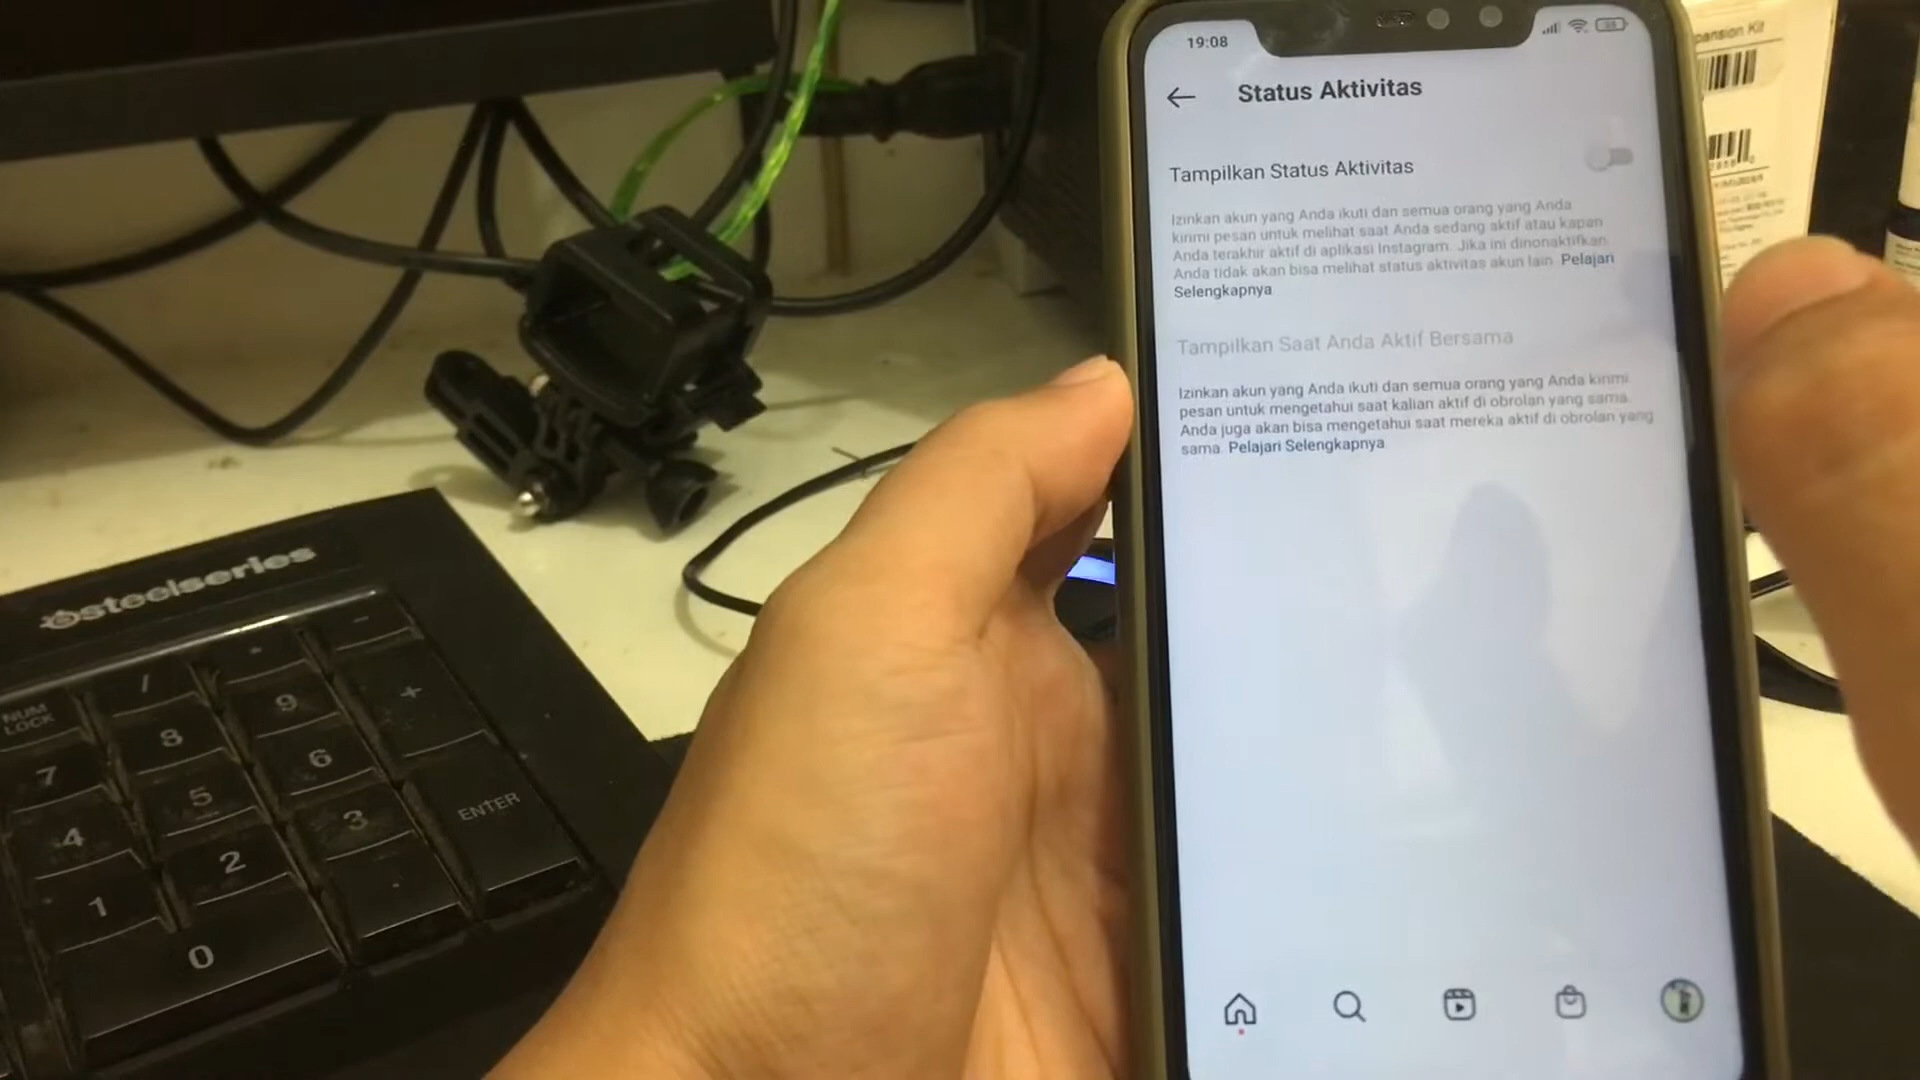 19:08
Status Aktivitas
Tampilkan Status Aktivitas
Izinkan akun yang Anda ikuti dan semua orang yang Anda
kirimi pesan untuk melihat saat Anda sedang aktif atau kapan
Anda terakhir aktif di aplikasi Instagram. Jika ini dinonaktifkan,
Anda tidak akan bisa melihat status aktivitas akun lain. Pelajari
Selengkapnya
Tampilkan Saat Anda Aktif Bersama
Izinkan akun yang Anda ikuti dan semua orang yang Anda kirimi
pesan untuk mengetahui saat kalian aktif di obrolan yang sama.
Anda juga akan bisa mengetahui saat mereka aktif di obrolan yang
sama. Pelajari Selengkapnya
pansion Kit
steelseries
NUM
LOCK
/
*
-
7
8
9
+
4
5
6
1
2
3
ENTER
0
.